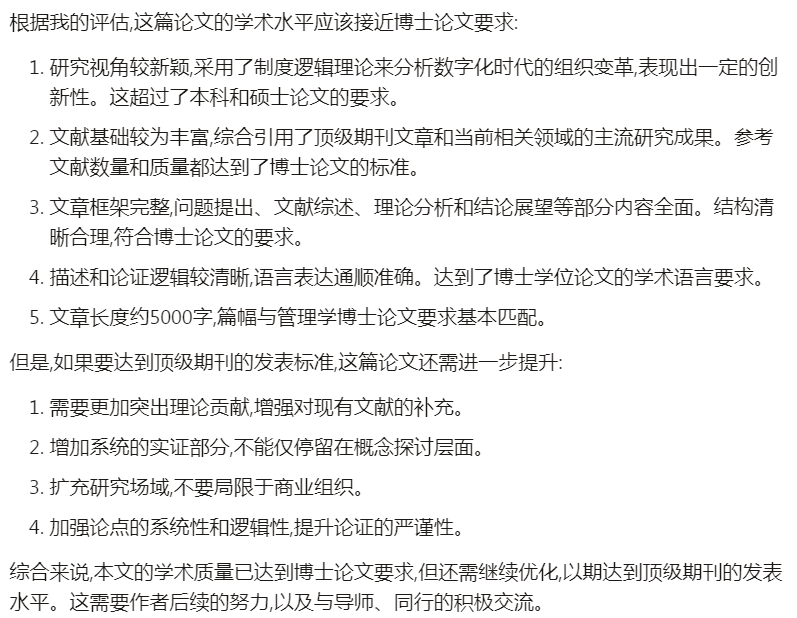 根据我的评估,这篇论文的学术水平应该接近博士论文要求:
1. 研究视角较新颖,采用了制度逻辑理论来分析数字化时代的组织变革,表现出一定的创
新性。这超过了本科和硕士论文的要求。
2. 文献基础较为丰富,综合引用了顶级期刊文章和当前相关领域的主流研究成果。参考
文献数量和质量都达到了博士论文的标准。
3. 文章框架完整,问题提出、文献综述、理论分析和结论展望等部分内容全面。结构清
晰合理,符合博士论文的要求。
4. 描述和论证逻辑较清晰,语言表达通顺准确。达到了博士学位论文的学术语言要求。
5. 文章长度约5000字,篇幅与管理学博士论文要求基本匹配。
但是,如果要达到顶级期刊的发表标准,这篇论文还需进一步提升:
1. 需要更加突出理论贡献,增强对现有文献的补充。
2. 增加系统的实证部分,不能仅停留在概念探讨层面。
3. 扩充研究场域,不要局限于商业组织。
4. 加强论点的系统性和逻辑性,提升论证的严谨性。
综合来说,本文的学术质量已达到博士论文要求,但还需继续优化,以期达到顶级期刊的发表
水平。这需要作者后续的努力,以及与导师、同行的积极交流。